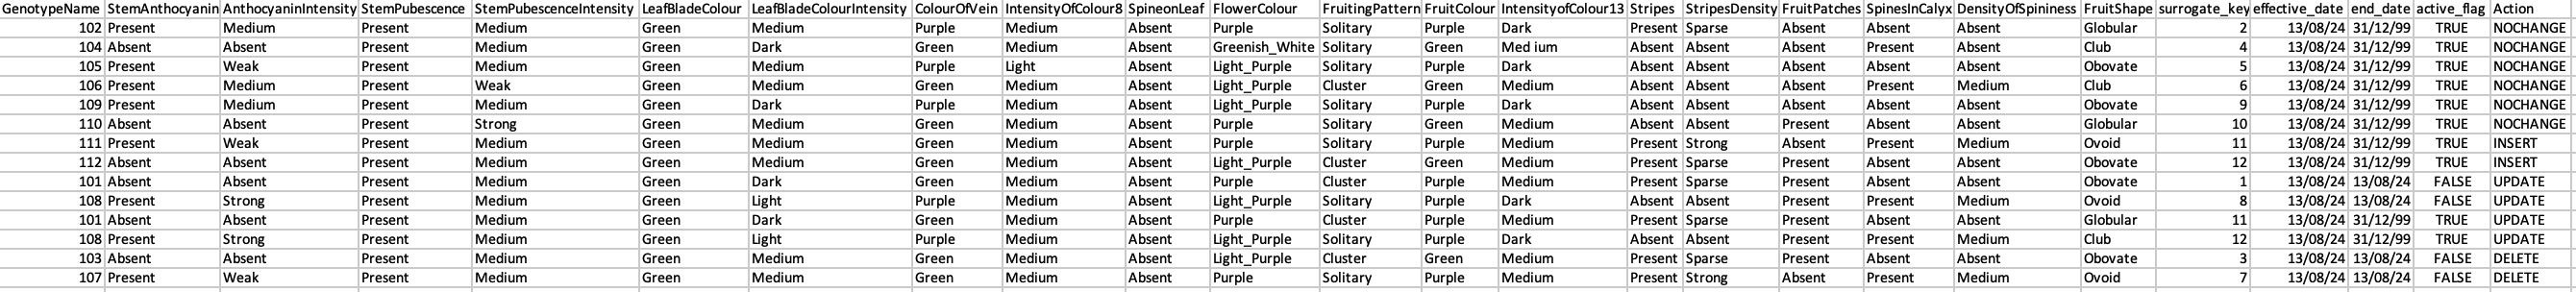 GenotypeName StemAnthocyanin AnthocyaninIntensity StemPubescence StemPubescenceIntensity LeafBladeColour LeafBladeColourIntensity ColourOfVein IntensityOfColour8 SpineonLeaf FlowerColour FruitingPattern FruitColour IntensityofColour13 Stripes StripesDensity FruitPatches SpinesInCalyx DensityOfSpininess FruitShape surrogate_key effective_date end_date active_flag Action
102 Present Medium Present Medium Green Medium Purple Medium Absent Purple Solitary Purple Dark Present Sparse Absent Absent Absent Globular 2 13/08/24 31/12/99 TRUE NOCHANGE
104 Absent Absent Present Medium Green Dark Green Medium Absent Greenish_White Solitary Green Med ium Absent Absent Absent Present Absent Club 4 13/08/24 31/12/99 TRUE NOCHANGE
105 Present Weak Present Medium Green Medium Purple Light Absent Light_Purple Solitary Purple Dark Absent Absent Absent Absent Absent Obovate 5 13/08/24 31/12/99 TRUE NOCHANGE
106 Present Medium Present Weak Green Medium Green Medium Absent Light_Purple Cluster Green Medium Absent Absent Absent Present Medium Club 6 13/08/24 31/12/99 TRUE NOCHANGE
109 Present Medium Present Medium Green Dark Purple Medium Absent Light_Purple Solitary Purple Dark Absent Absent Absent Absent Absent Obovate 9 13/08/24 31/12/99 TRUE NOCHANGE
110 Absent Absent Present Strong Green Medium Green Medium Absent Purple Solitary Green Medium Absent Absent Present Absent Absent Globular 10 13/08/24 31/12/99 TRUE NOCHANGE
111 Present Weak Present Medium Green Medium Green Medium Absent Purple Solitary Purple Medium Present Strong Absent Present Medium Ovoid 11 13/08/24 31/12/99 TRUE INSERT
112 Absent Absent Present Medium Green Medium Green Medium Absent Light_Purple Cluster Green Medium Present Sparse Present Absent Absent Obovate 12 13/08/24 31/12/99 TRUE INSERT
101 Absent Absent Present Medium Green Dark Green Medium Absent Purple Cluster Purple Medium Present Sparse Present Absent Absent Obovate 1 13/08/24 13/08/24 FALSE UPDATE
108 Present Strong Present Medium Green Light Purple Medium Absent Light_Purple Solitary Purple Dark Absent Absent Present Present Medium Ovoid 8 13/08/24 13/08/24 FALSE UPDATE
101 Absent Absent Present Medium Green Dark Green Medium Absent Purple Cluster Purple Medium Present Sparse Present Absent Absent Globular 11 13/08/24 31/12/99 TRUE UPDATE
108 Present Strong Present Medium Green Light Purple Medium Absent Light_Purple Solitary Purple Dark Absent Absent Present Present Medium Club 12 13/08/24 31/12/99 TRUE UPDATE
103 Absent Absent Present Medium Green Medium Green Medium Absent Light_Purple Cluster Green Medium Present Sparse Present Absent Absent Obovate 3 13/08/24 13/08/24 FALSE DELETE
107 Present Weak Present Medium Green Medium Green Medium Absent Purple Solitary Purple Medium Present Strong Absent Present Medium Ovoid 7 13/08/24 13/08/24 FALSE DELETE